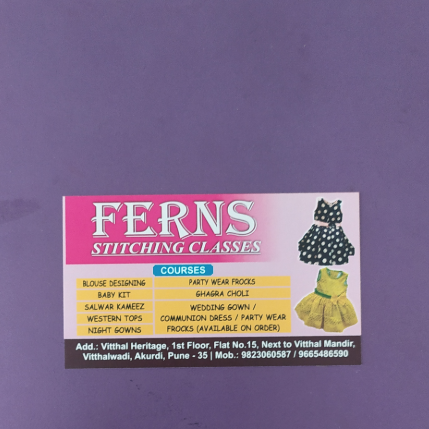 FERNS
STITCHING CLASSES
COURSES
BLOUSE DESIGNING PARTY WEAR FROCKS
BABY KIT GHAGRA CHOLI
SALWAR KAMEEZ WEDDING GOWN /
WESTERN TOPS COMMUNION DRESS / PARTY WEAR
NIGHT GOWNS FROCKS (AVAILABLE ON ORDER)
Add.: Vitthal Heritage, 1st Floor, Flat No.15, Next to Vitthal Mandir,
Vitthalwadi, Akurdi, Pune - 35 | Mob.: 9823060587 / 9665486590